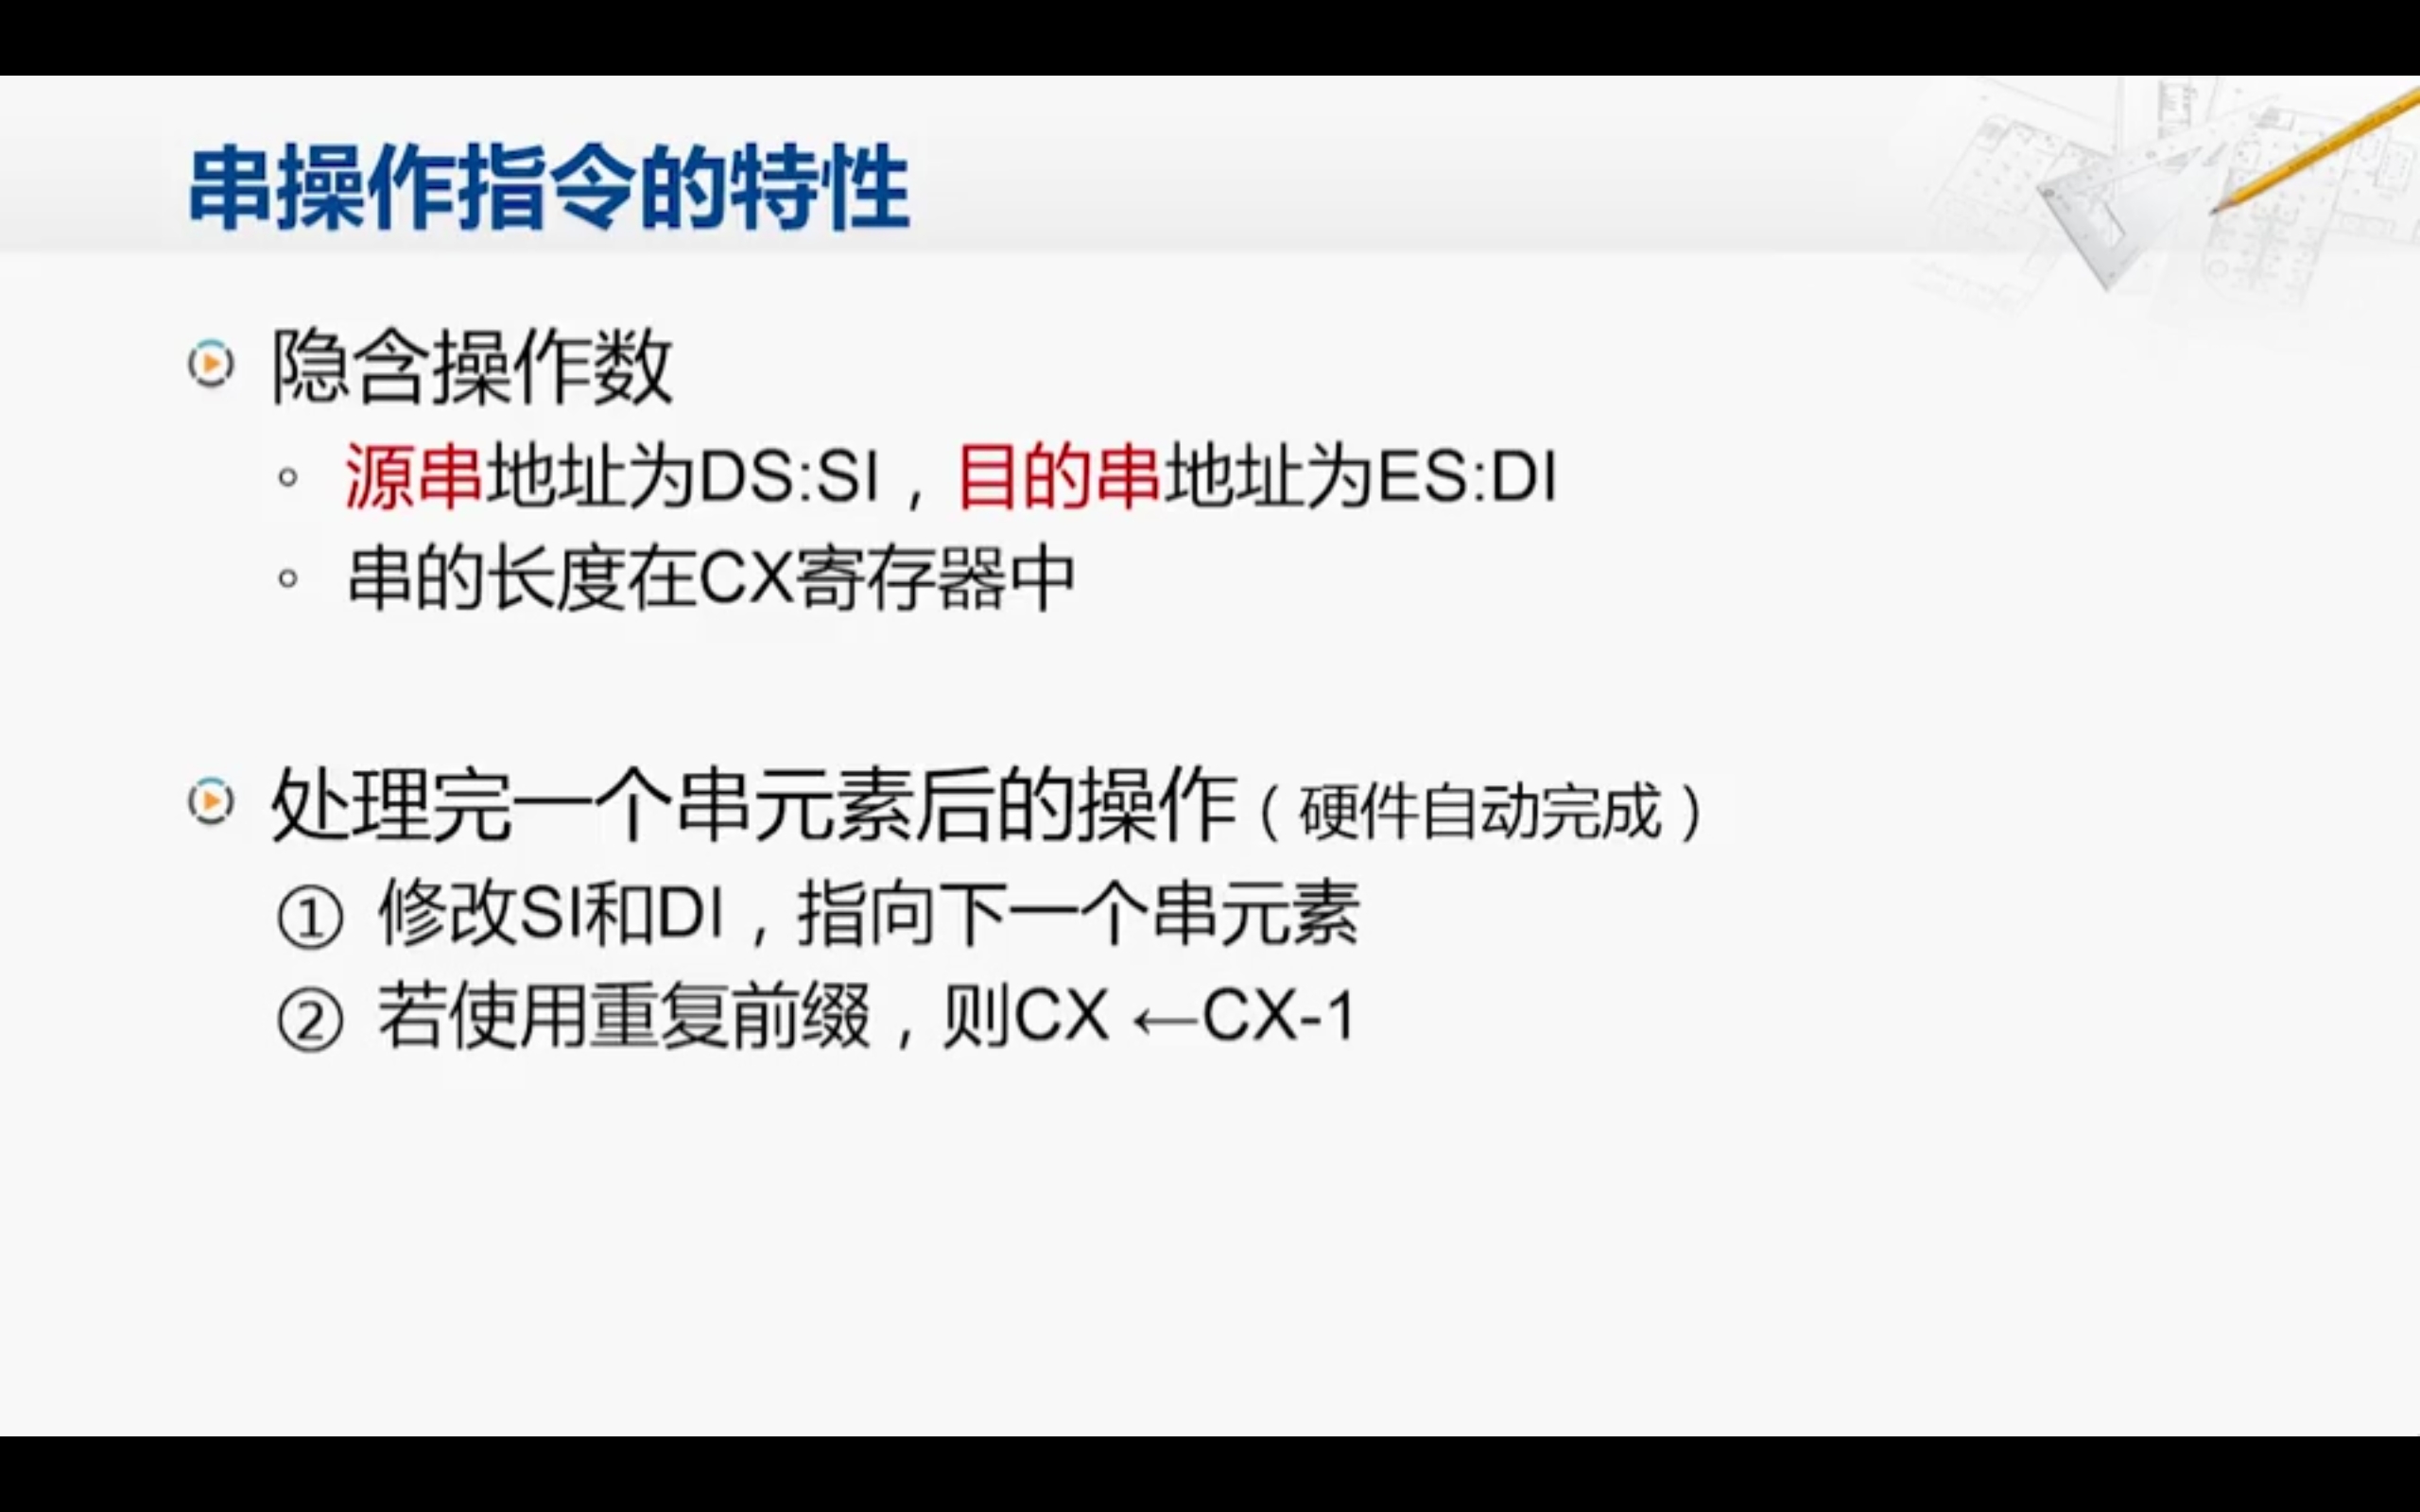 串操作指令的特性
隐含操作数
源串地址为DS:SI，目的串地址为ES:DI
串的长度在CX寄存器中
处理完一个串元素后的操作（硬件自动完成）
① 修改SI和DI，指向下一个串元素
② 若使用重复前缀，则CX ←CX-1